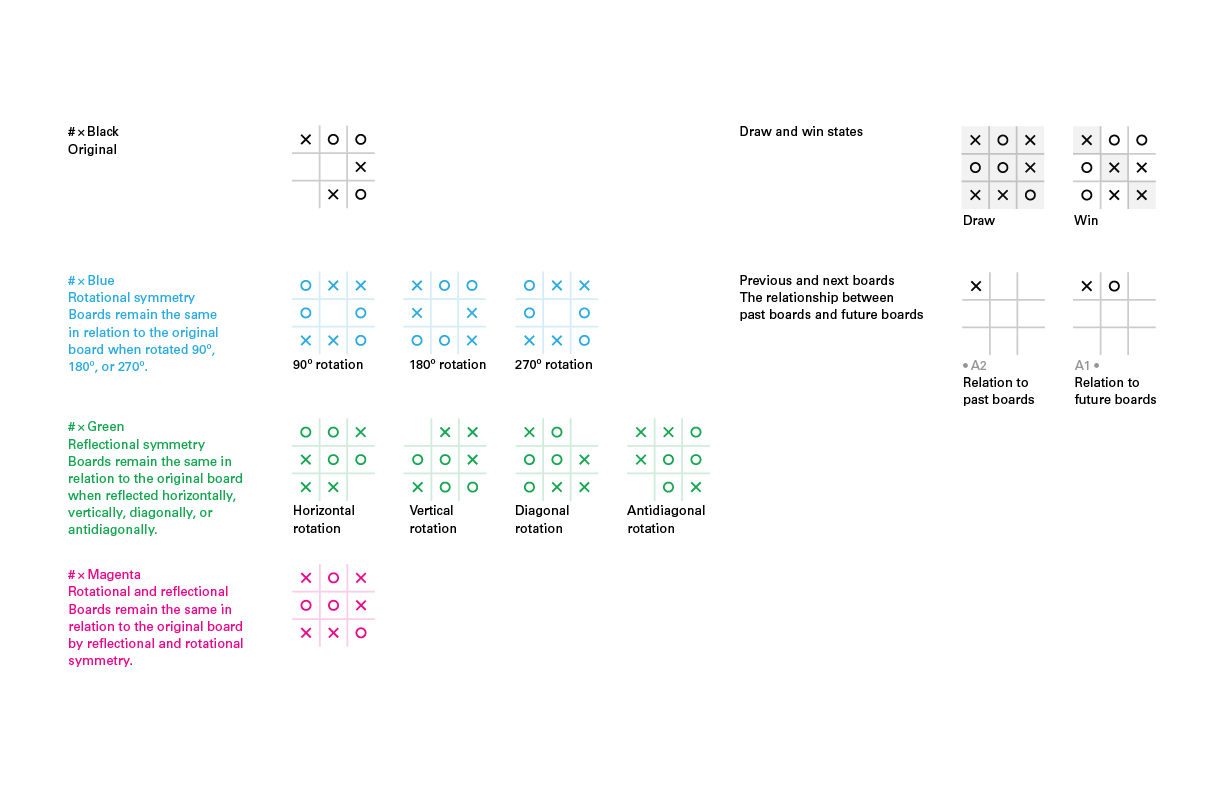 # × Black
Original
X O O
X
X O
Draw and win states
X O X
O O X
X X O
Draw
X O O
O X X
O X X
Win
# × Blue
Rotational symmetry
Boards remain the same
in relation to the original
board when rotated 90º,
180º, or 270º.
O X X
O O
X X O
90º rotation
X O O
X X
O O X
180º rotation
O X X
O O
X X O
270º rotation
Previous and next boards
The relationship between
past boards and future boards
X
• A2
Relation to
past boards
X O
A1 •
Relation to
future boards
# × Green
Reflectional symmetry
Boards remain the same in
relation to the original board
when reflected horizontally,
vertically, diagonally, or
antidiagonally.
O O X
X O O
X X
Horizontal
rotation
X X
O O X
X O O
Vertical
rotation
X O
O O X
O X X
Diagonal
rotation
X X O
X O O
O X
Antidiagonal
rotation
# × Magenta
Rotational and reflectional
Boards remain the same in
relation to the original board
by reflectional and rotational
symmetry.
X O X
O O X
X X O